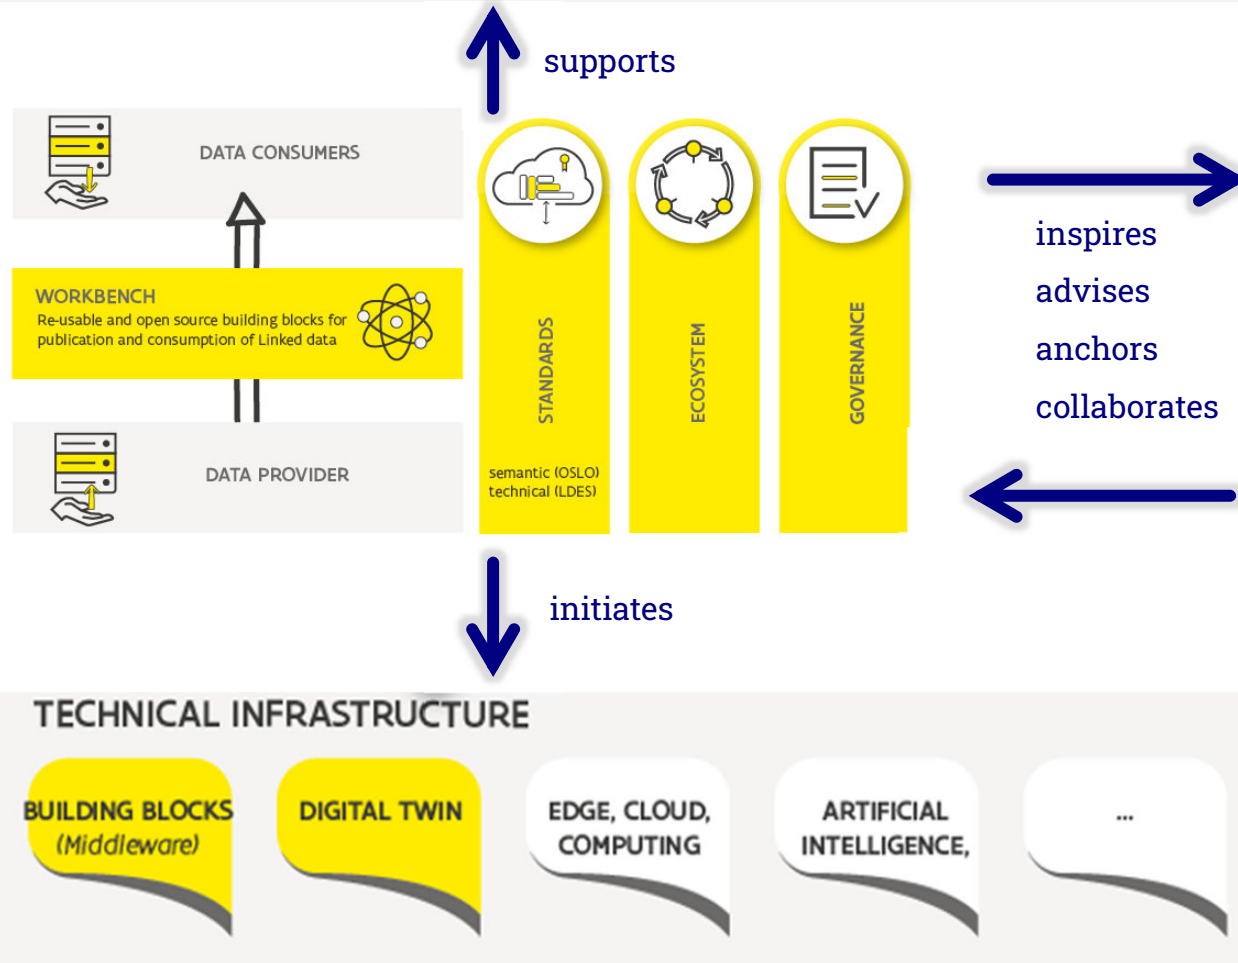 supports
DATA CONSUMERS
WORKBENCH
Re-usable and open source building blocks for
publication and consumption of Linked data
DATA PROVIDER
STANDARDS
semantic (OSLO)
technical (LDES)
ECOSYSTEM
GOVERNANCE
inspires
advises
anchors
collaborates
initiates
TECHNICAL INFRASTRUCTURE
BUILDING BLOCKS
(Middleware)
DIGITAL TWIN
EDGE, CLOUD,
COMPUTING
ARTIFICIAL
INTELLIGENCE,
...